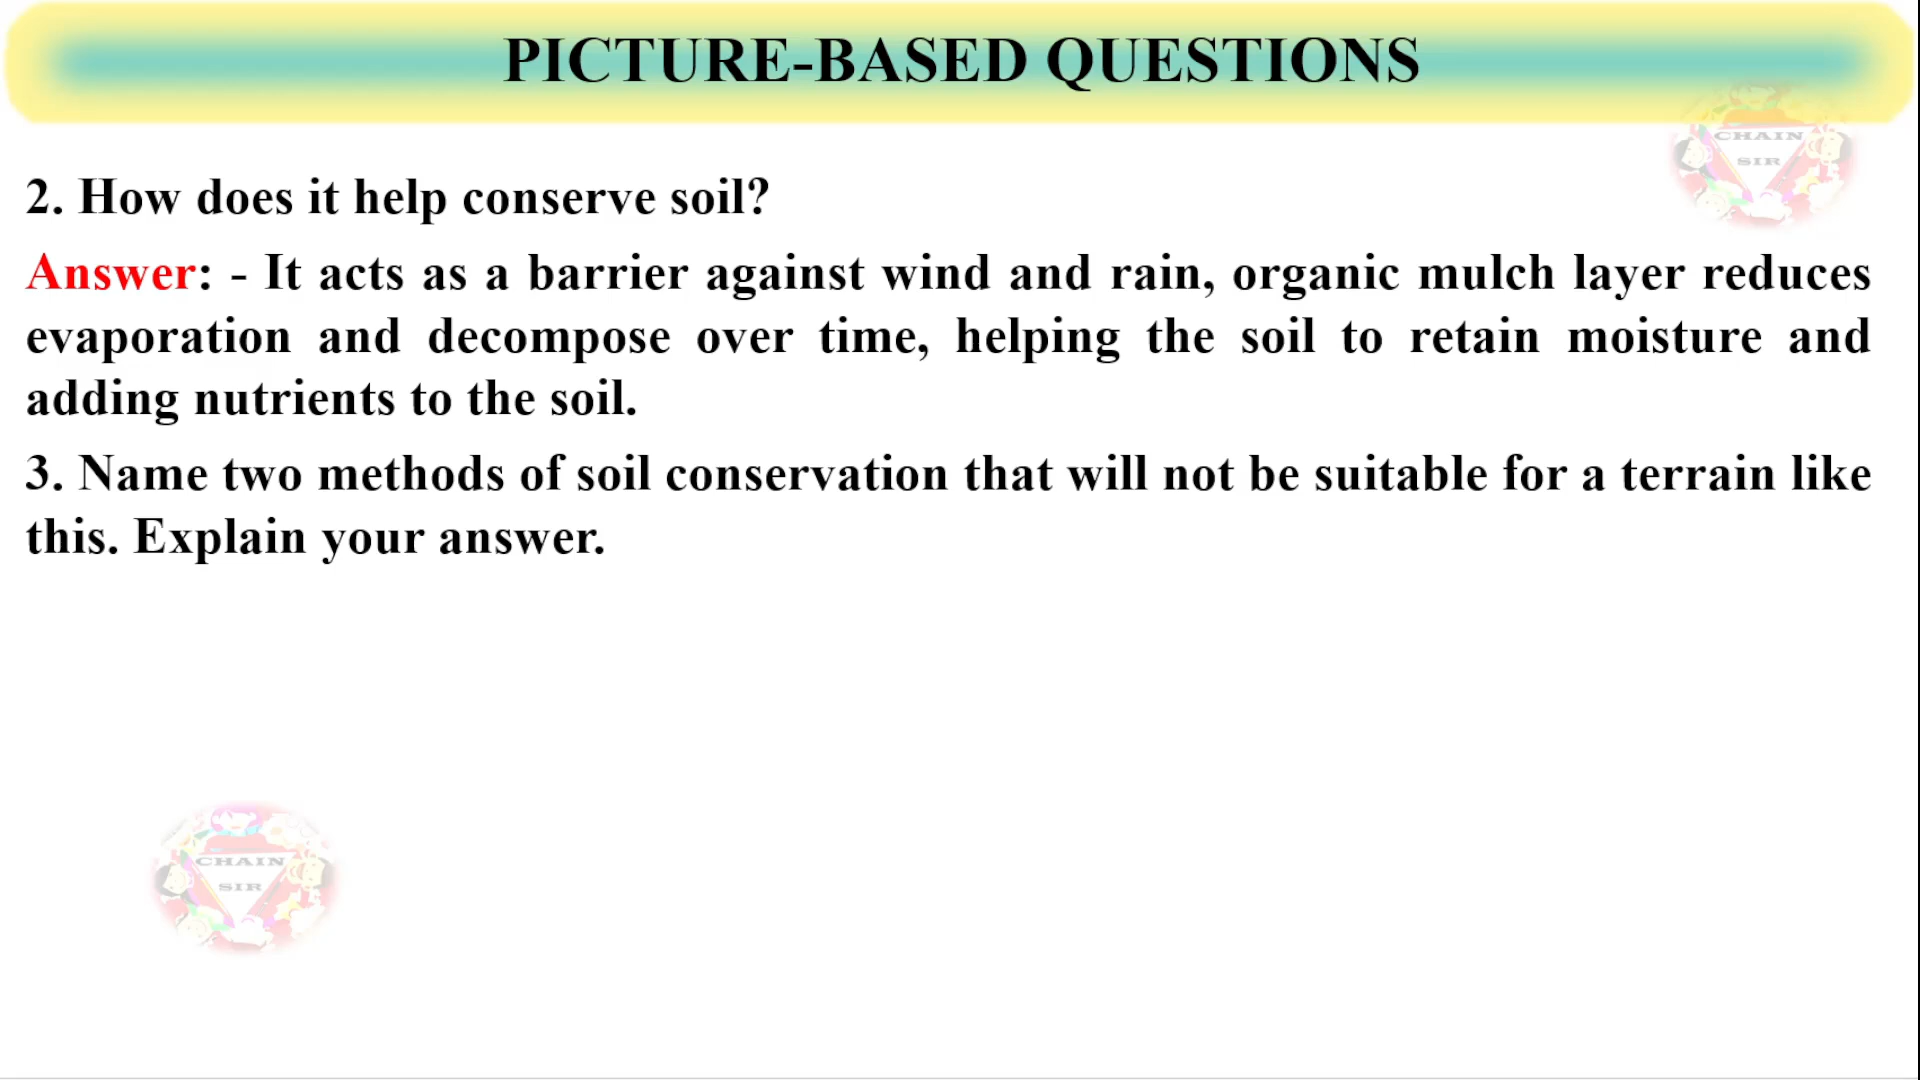 PICTURE-BASED QUESTIONS
CHAIN
SIR
2. How does it help conserve soil?
Answer: - It acts as a barrier against wind and rain, organic mulch layer reduces
evaporation and decompose over time, helping the soil to retain moisture and
adding nutrients to the soil.
3. Name two methods of soil conservation that will not be suitable for a terrain like
this. Explain your answer.
CHAIN
SIR